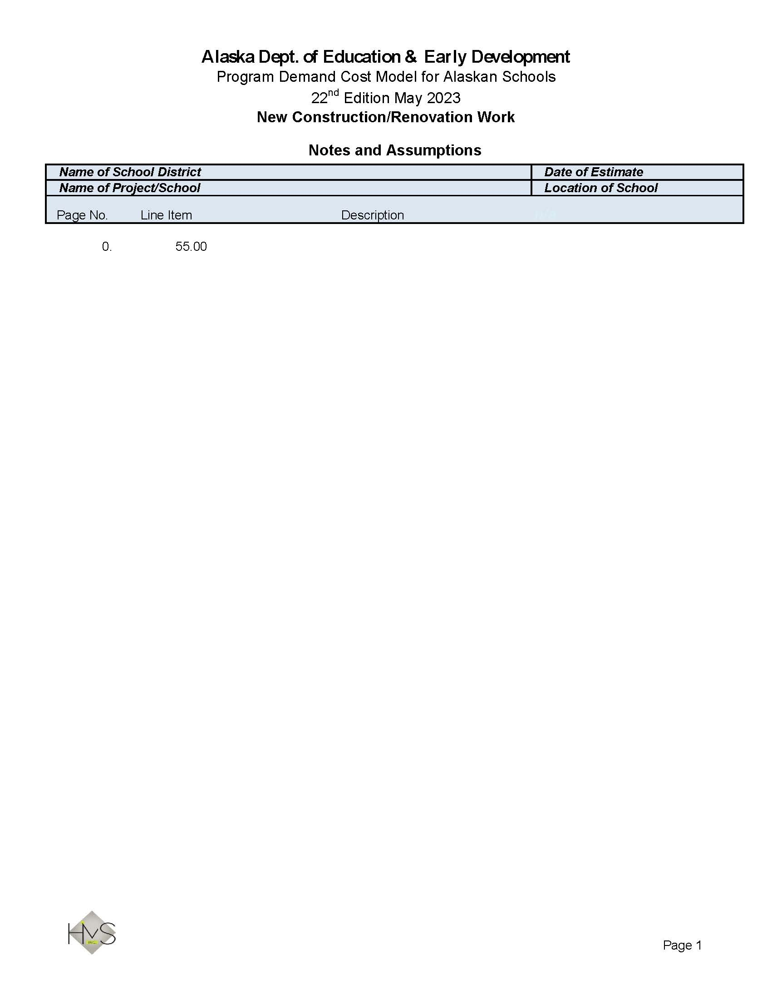 Alaska Dept. of Education & Early Development
Program Demand Cost Model for Alaskan Schools
22nd Edition May 2023
New Construction/Renovation Work
Notes and Assumptions
Name of School District Date of Estimate
Name of Project/School Location of School
Page No. Line Item Description
0. 55.00
HMS
INC.
Page 1